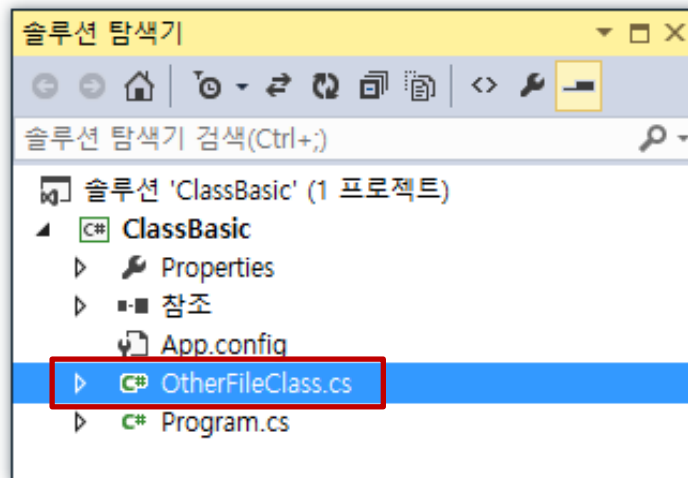 솔루션 탐색기
솔루션 탐색기 검색(Ctrl+;)
솔루션 'ClassBasic' (1 프로젝트)
C# ClassBasic
Properties
참조
App.config
C# OtherFileClass.cs
C# Program.cs